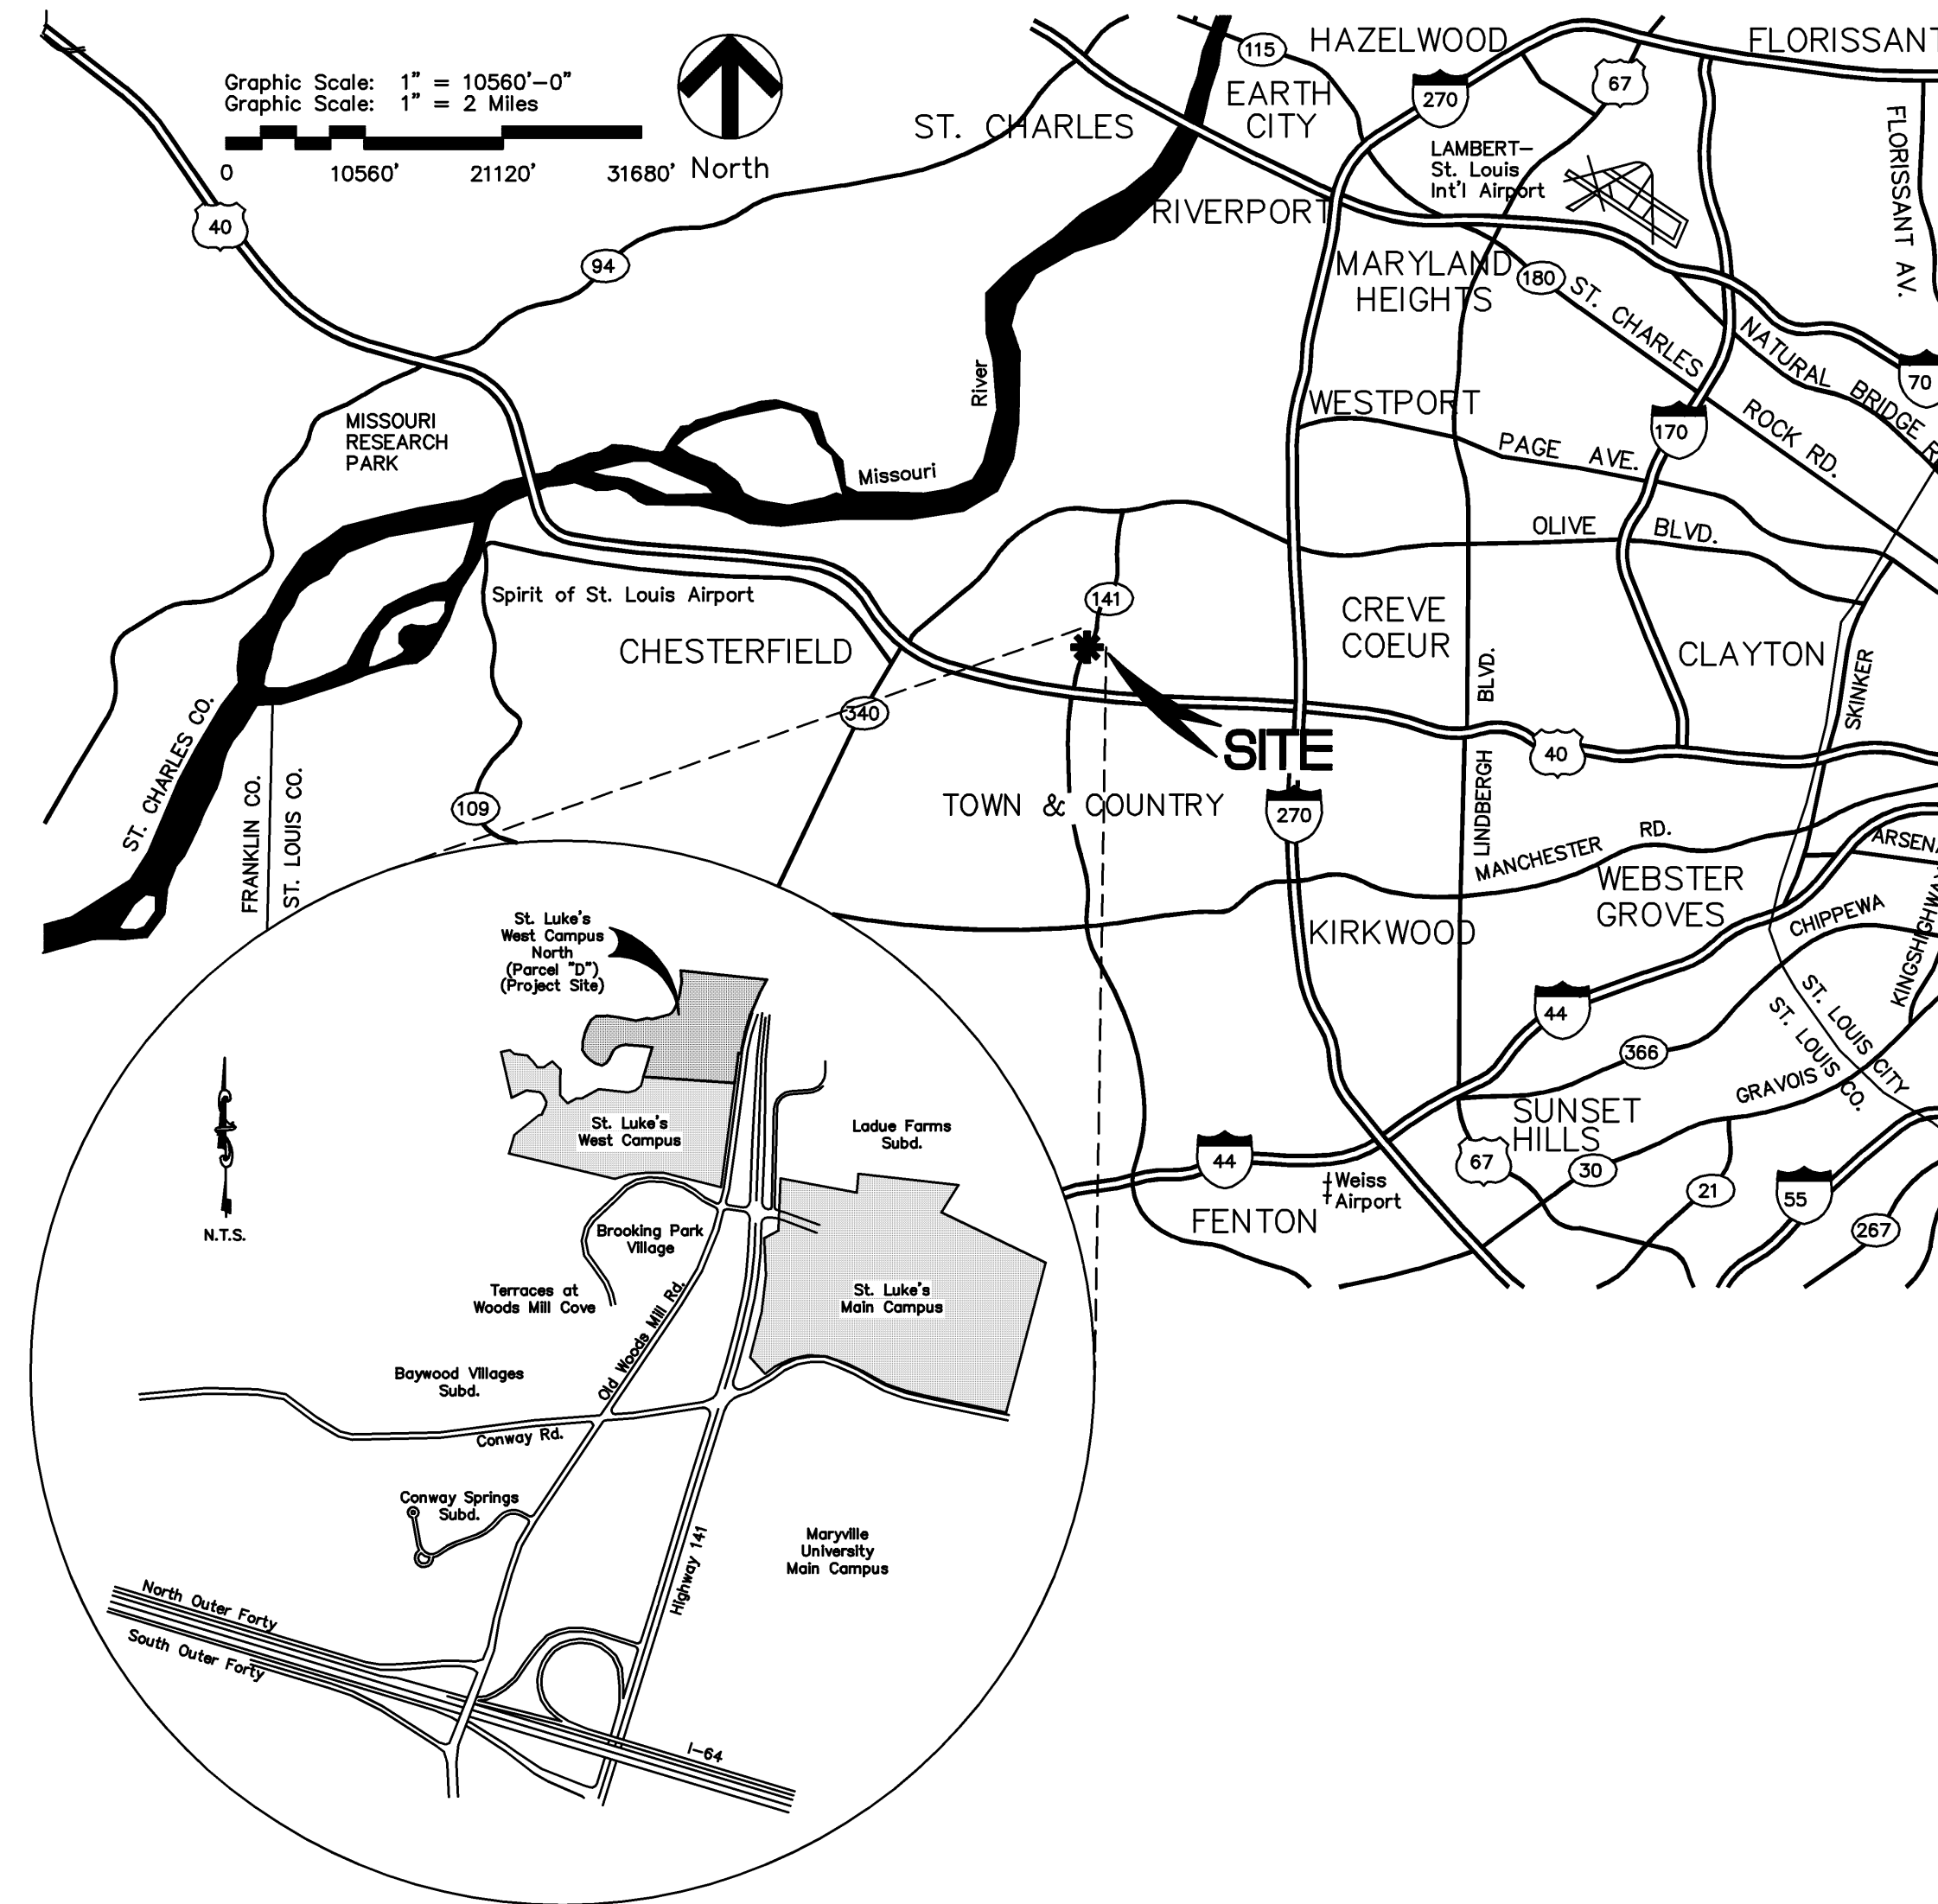 Graphic Scale: 1" = 10560'-0"
Graphic Scale: 1" = 2 Miles
0 10560' 21120' 31680'
North
40
94
ST. CHARLES
115
HAZELWOOD
FLORISSANT
EARTH
CITY
270
67
LAMBERT-
St. Louis
Int'l Airport
FLORISSANT AV.
RIVERPORT
MARYLAND
HEIGHTS
180
ST. CHARLES
ROCK RD.
NATURAL BRIDGE
70
170
WESTPORT
PAGE AVE.
MISSOURI
RESEARCH
PARK
River
Missouri
OLIVE BLVD.
Spirit of St. Louis Airport
CHESTERFIELD
141
CREVE
COEUR
CLAYTON
SKINKER
340
109
ST. CHARLES CO.
FRANKLIN CO.
ST. LOUIS CO.
SITE
40
BLVD.
LINDBERGH
TOWN & COUNTRY
270
MANCHESTER RD.
WEBSTER
GROVES
KIRKWOOD
ARSEN
CHIPPEWA
KINGSHIGHWAY
44
366
ST. LOUIS CITY
ST. LOUIS CO.
GRAVOIS
SUNSET
HILLS
67
30
21
55
267
44
Weiss
Airport
FENTON
St. Luke's
West Campus
North
(Parcel "D")
(Project Site)
St. Luke's
West Campus
Ladue Farms
Subd.
N.T.S.
Brooking Park
Village
Terraces at
Woods Mill Cove
St. Luke's
Main Campus
Old Woods Mill Rd.
Baywood Villages
Subd.
Conway Rd.
Conway Springs
Subd.
Maryville
University
Main Campus
Highway 141
North Outer Forty
South Outer Forty
I-64